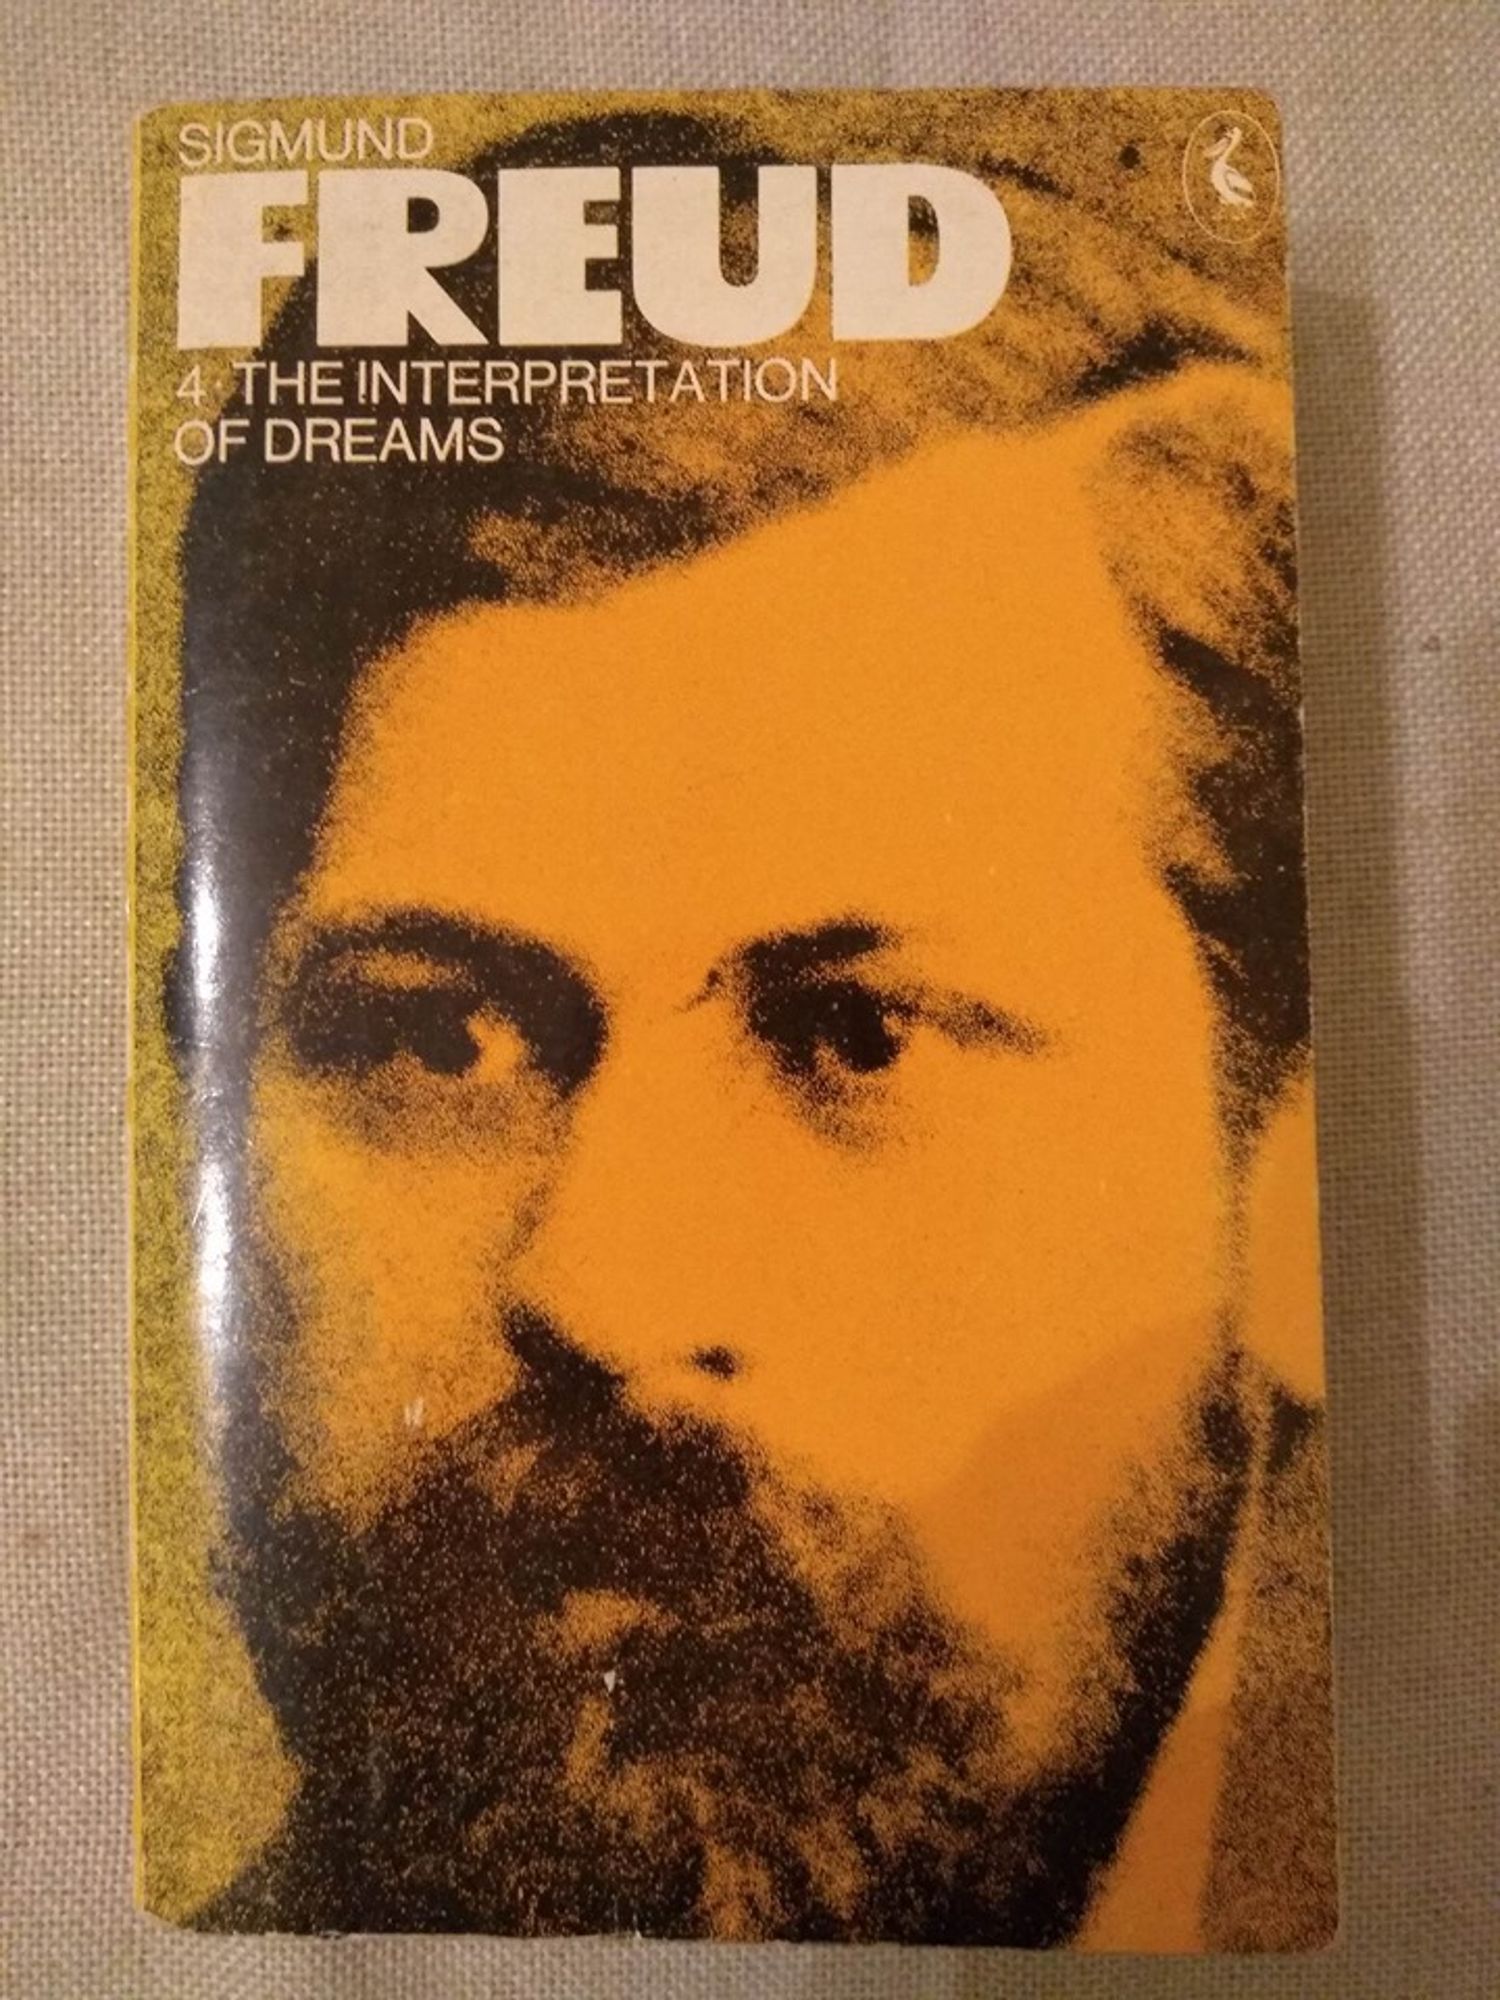 SIGMUND
FREUD
4·THE INTERPRETATION
OF DREAMS